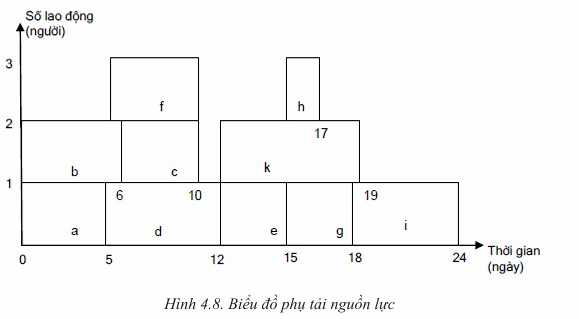 Số lao động
(người)
3
f
h
2
17
b
c
k
1
6
10
19
a
d
e
g
i
0
5
12
15
18
24
Thời gian
(ngày)
Hình 4.8. Biểu đồ phụ tải nguồn lực